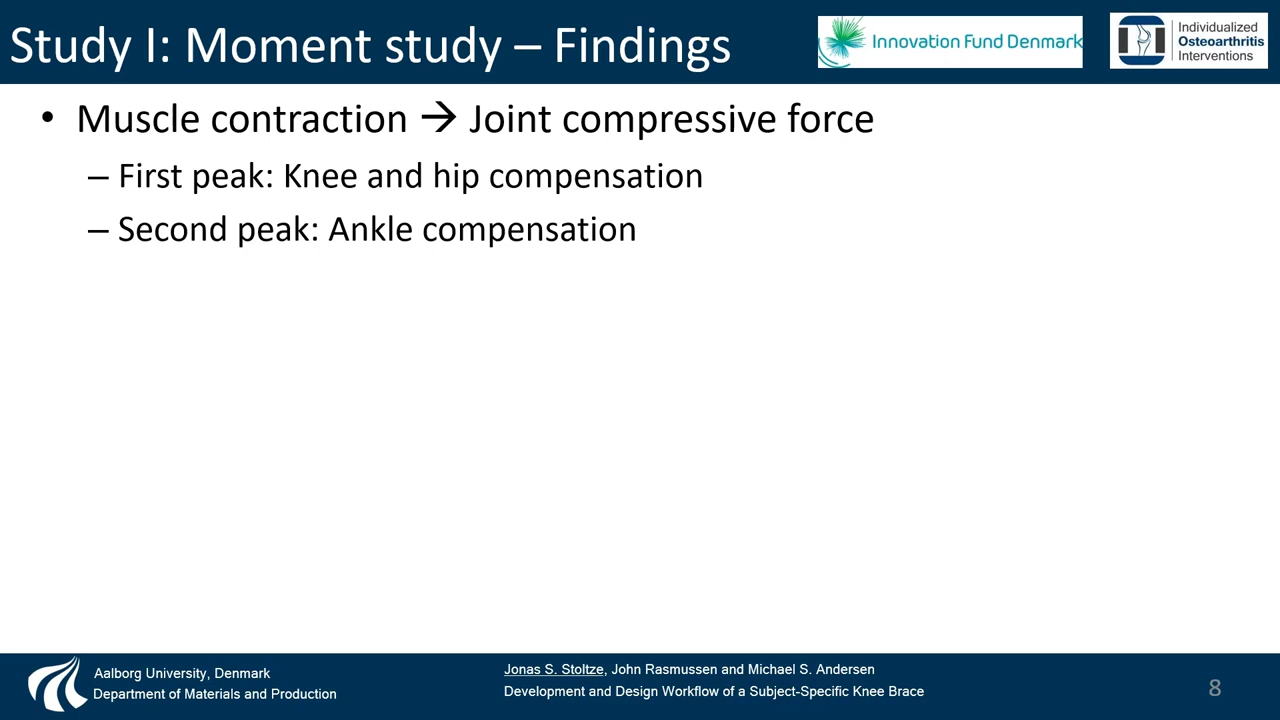 Study I: Moment study – Findings
Innovation Fund Denmark
Individualized
Osteoarthritis
Interventions
• Muscle contraction → Joint compressive force
– First peak: Knee and hip compensation
– Second peak: Ankle compensation
Aalborg University, Denmark
Department of Materials and Production
Jonas S. Stoltze, John Rasmussen and Michael S. Andersen
Development and Design Workflow of a Subject-Specific Knee Brace
8